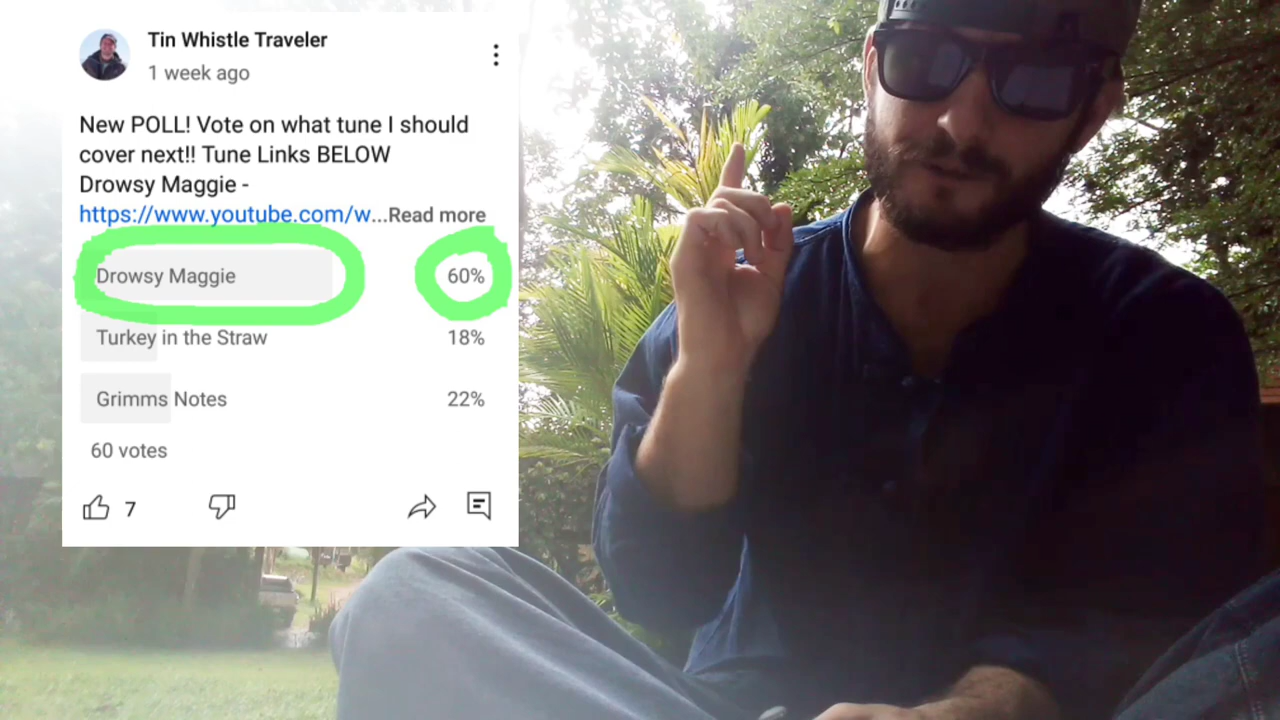 Tin Whistle Traveler
1 week ago
New POLL! Vote on what tune I should
cover next!! Tune Links BELOW
Drowsy Maggie -
https://www.youtube.com/w...Read more
Drowsy Maggie 60%
Turkey in the Straw 18%
Grimms Notes 22%
60 votes
7